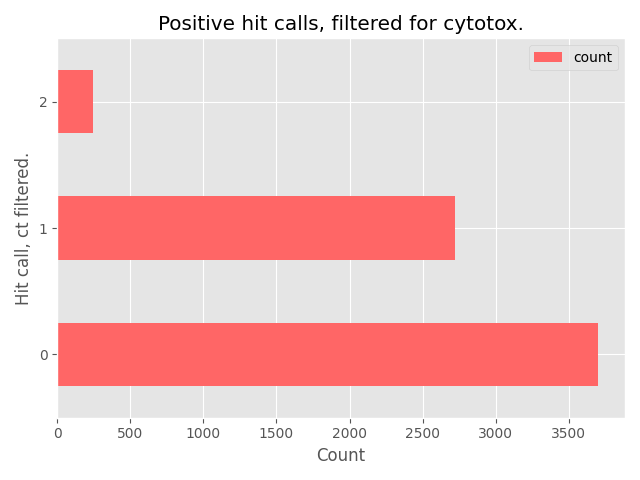 Positive hit calls, filtered for cytotox.
count
2
1
0
Hit call, ct filtered.
0 500 1000 1500 2000 2500 3000 3500
Count